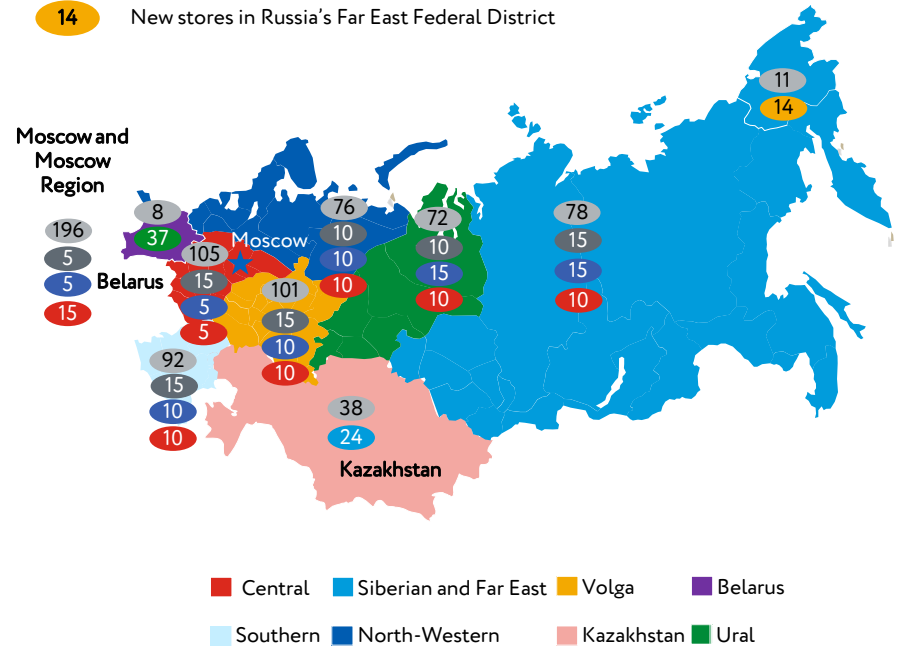 14 New stores in Russia's Far East Federal District
11
14
Moscow and
Moscow
Region
196
5
5
15
8
37
Belarus
Moscow
105
15
5
5
76
10
10
10
72
10
15
10
78
15
15
10
101
15
10
10
92
15
10
10
38
24
Kazakhstan
Central
Siberian and Far East
Volga
Belarus
Southern
North-Western
Kazakhstan
Ural